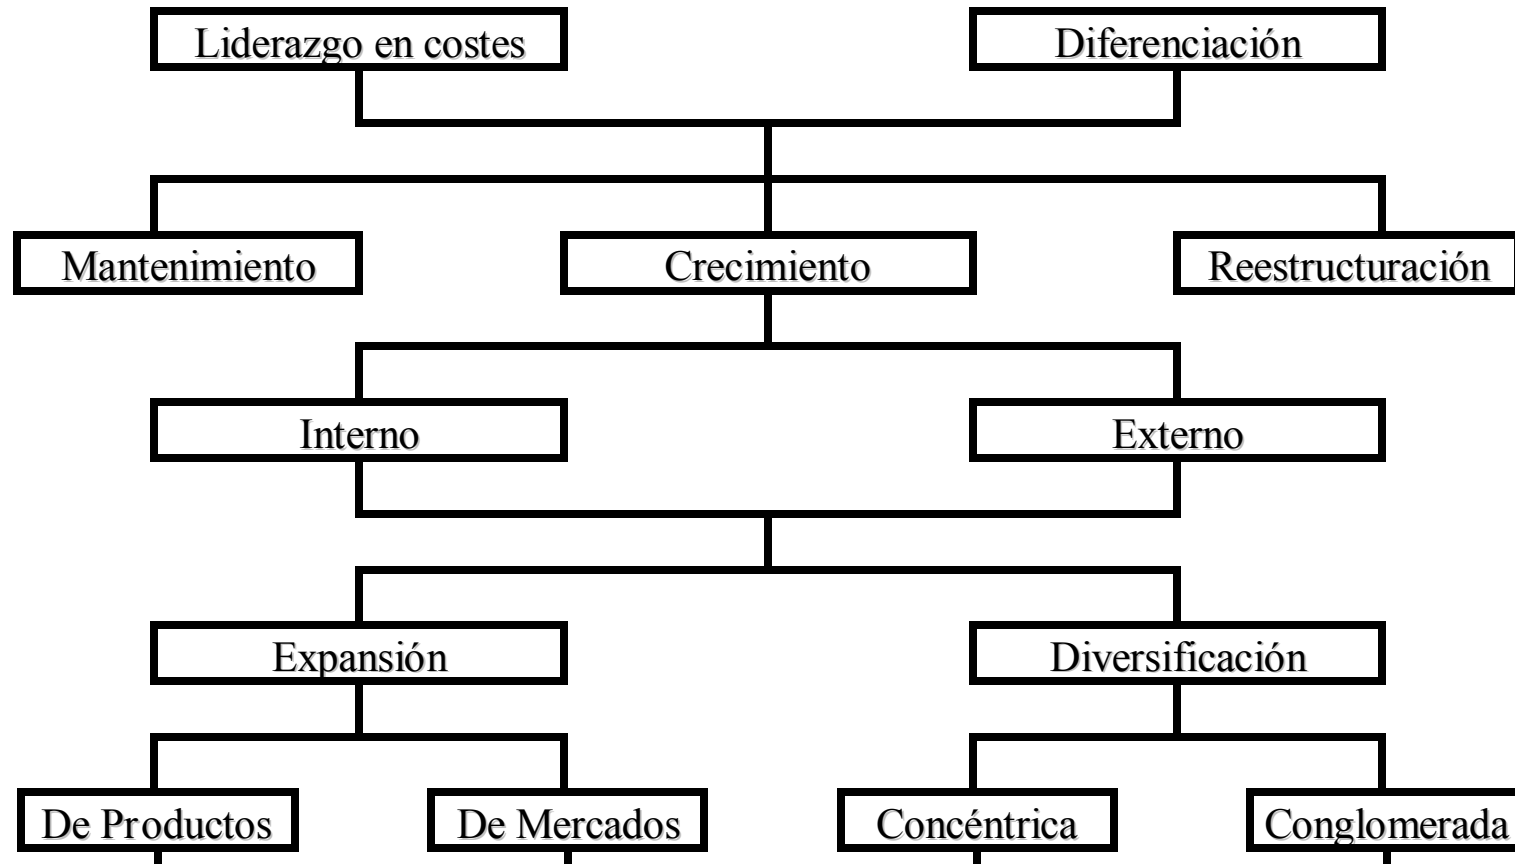 Liderazgo en costes
Diferenciación
Mantenimiento
Crecimiento
Reestructuración
Interno
Externo
Expansión
Diversificación
De Productos
De Mercados
Concéntrica
Conglomerada